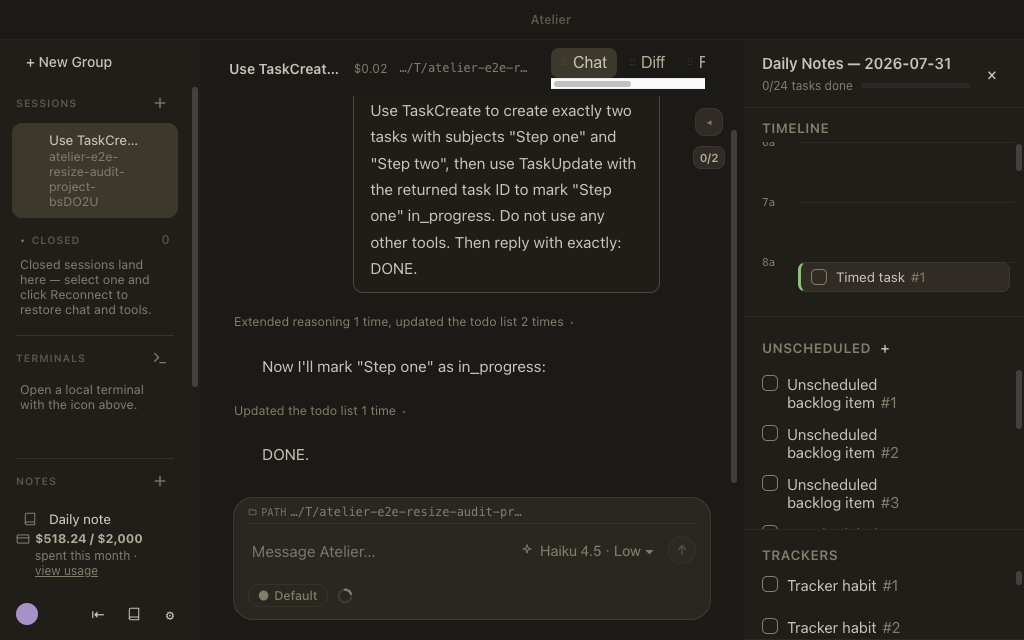 Atelier
+ New Group
SESSIONS
Use TaskCre...
atelier-e2e-
resize-audit-
project-
bsDO2U
CLOSED 0
Closed sessions land
here — select one and
click Reconnect to
restore chat and tools.
TERMINALS
Open a local terminal
with the icon above.
NOTES
Daily note
$518.24 / $2,000
spent this month ·
view usage
Use TaskCreat... $0.02 …/T/atelier-e2e-r…
Chat Diff
0/2
Use TaskCreate to create exactly two
tasks with subjects "Step one" and
"Step two", then use TaskUpdate with
the returned task ID to mark "Step
one" in_progress. Do not use any
other tools. Then reply with exactly:
DONE.
Extended reasoning 1 time, updated the todo list 2 times ·
Now I'll mark "Step one" as in_progress:
Updated the todo list 1 time ·
DONE.
PATH …/T/atelier-e2e-resize-audit-pr…
Message Atelier...
Haiku 4.5 · Low
Default
Daily Notes — 2026-07-31
0/24 tasks done
TIMELINE
6a
7a
8a
Timed task #1
UNSCHEDULED +
Unscheduled
backlog item #1
Unscheduled
backlog item #2
Unscheduled
backlog item #3
TRACKERS
Tracker habit #1
Tracker habit #2